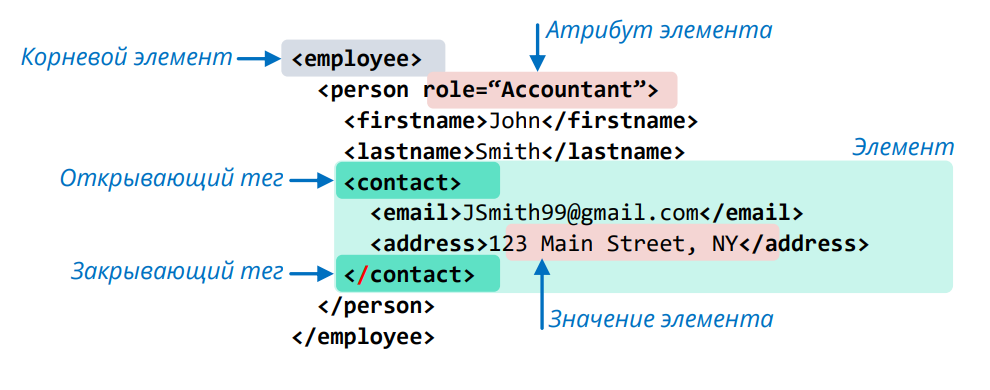 Атрибут элемента
Корневой элемент
<employee>
<person role=“Accountant”>
<firstname>John</firstname>
<lastname>Smith</lastname>
Элемент
Открывающий тег
<contact>
<email>JSmith99@gmail.com</email>
<address>123 Main Street, NY</address>
Закрывающий тег
</contact>
</person>
Значение элемента
</employee>